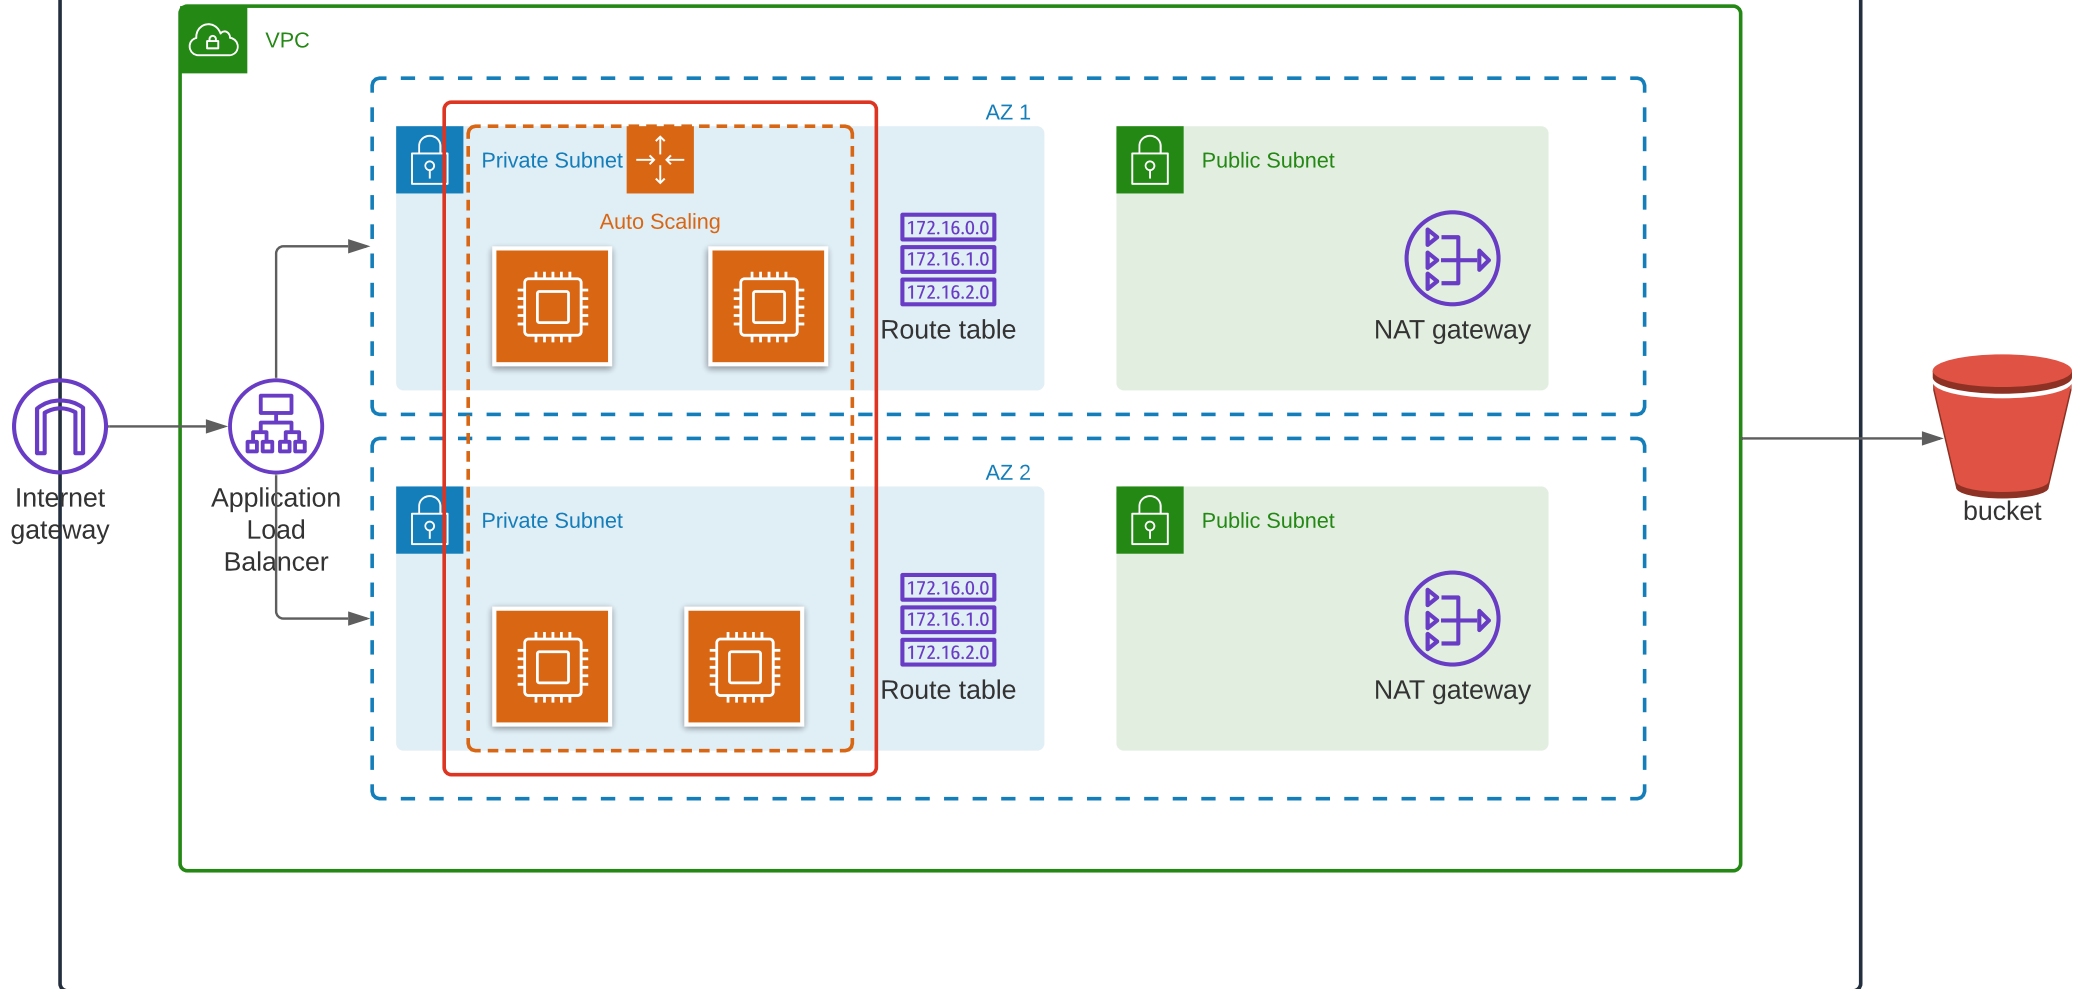 VPC
AZ 1
Private Subnet
Public Subnet
Auto Scaling
172.16.0.0
172.16.1.0
172.16.2.0
Route table
NAT gateway
Internet
gateway
Application
Load
Balancer
AZ 2
Private Subnet
Public Subnet
172.16.0.0
172.16.1.0
172.16.2.0
Route table
NAT gateway
bucket